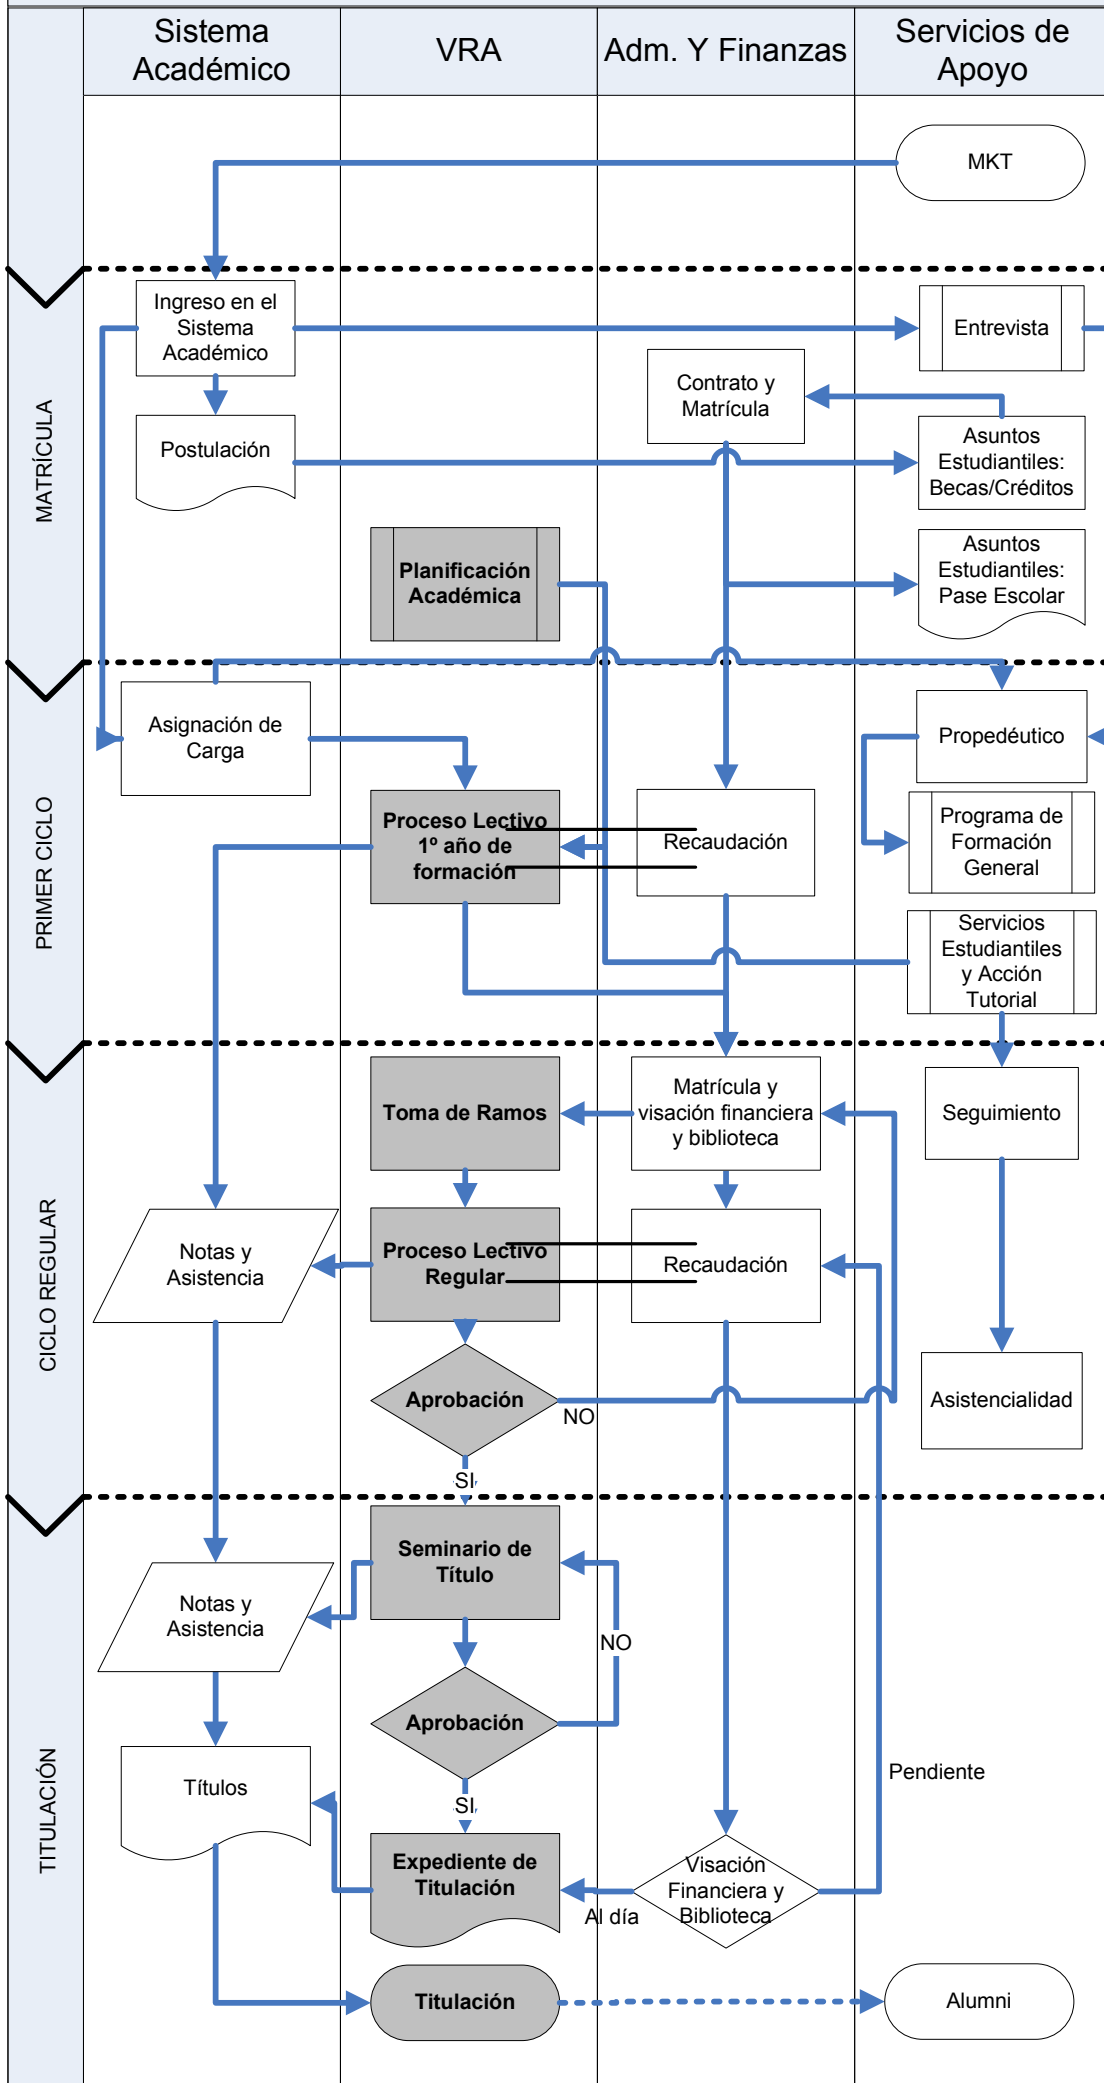 Sistema
Académico
VRA
Adm. Y Finanzas
Servicios de
Apoyo
MKT
MATRÍCULA
Ingreso en el
Sistema
Académico
Entrevista
Contrato y
Matrícula
Postulación
Asuntos
Estudiantiles:
Becas/Créditos
Planificación
Académica
Asuntos
Estudiantiles:
Pase Escolar
PRIMER CICLO
Asignación de
Carga
Propedéutico
Proceso Lectivo
1º año de
formación
Recaudación
Programa de
Formación
General
Servicios
Estudiantiles
y Acción
Tutorial
CICLO REGULAR
Toma de Ramos
Matrícula y
visación financiera
y biblioteca
Seguimiento
Notas y
Asistencia
Proceso Lectivo
Regular
Recaudación
Aprobación
NO
Asistencialidad
SI
TITULACIÓN
Seminario de
Título
Notas y
Asistencia
NO
Aprobación
Títulos
Pendiente
SI
Expediente de
Titulación
Al día
Visación
Financiera y
Biblioteca
Titulación
Alumni